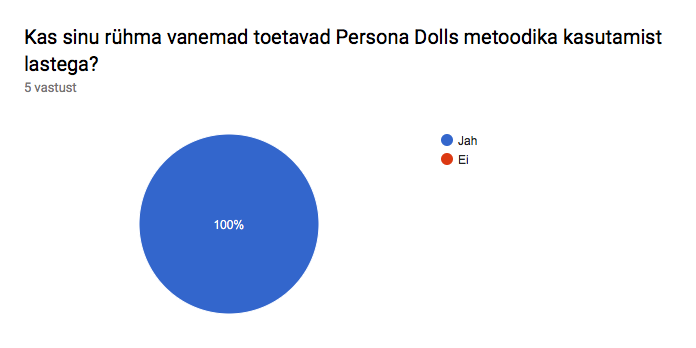 Kas sinu rühma vanemad toetavad Persona Dolls metoodika kasutamist
lastega?
5 vastust
Jah
Ei
100%